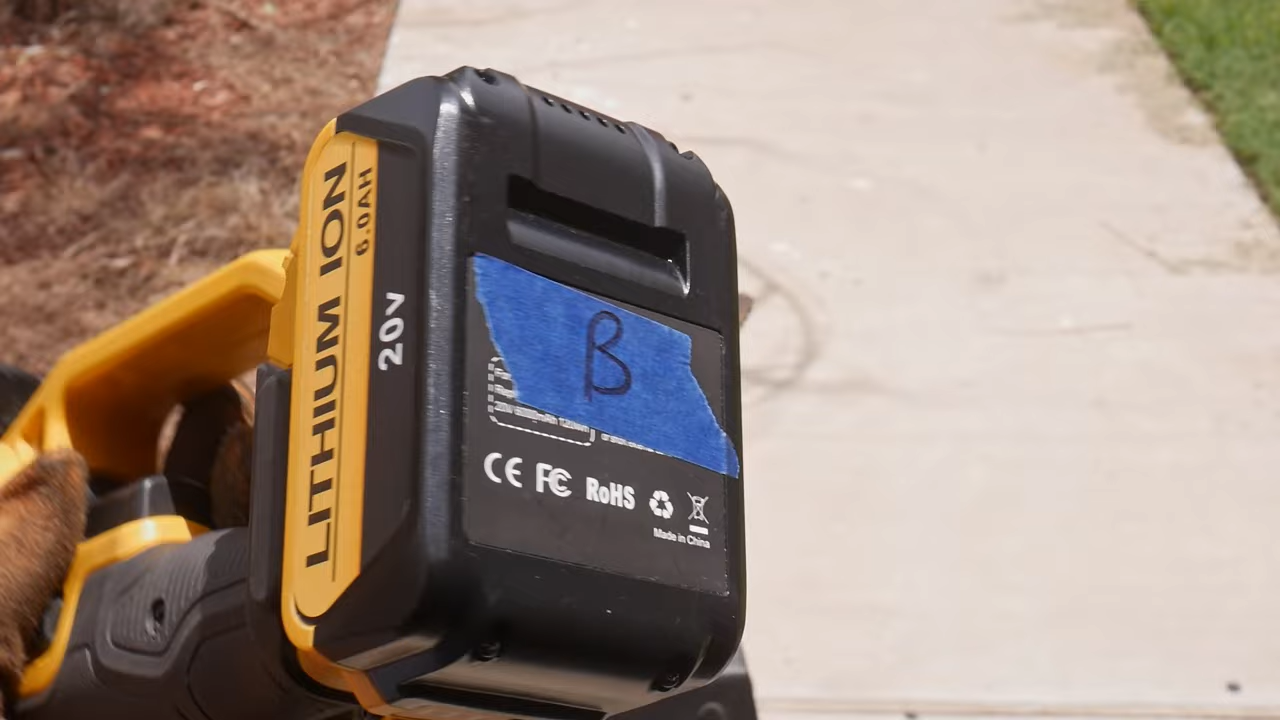 LITHIUM ION
6.0AH
20V
B
CE FC RoHS
Made in China